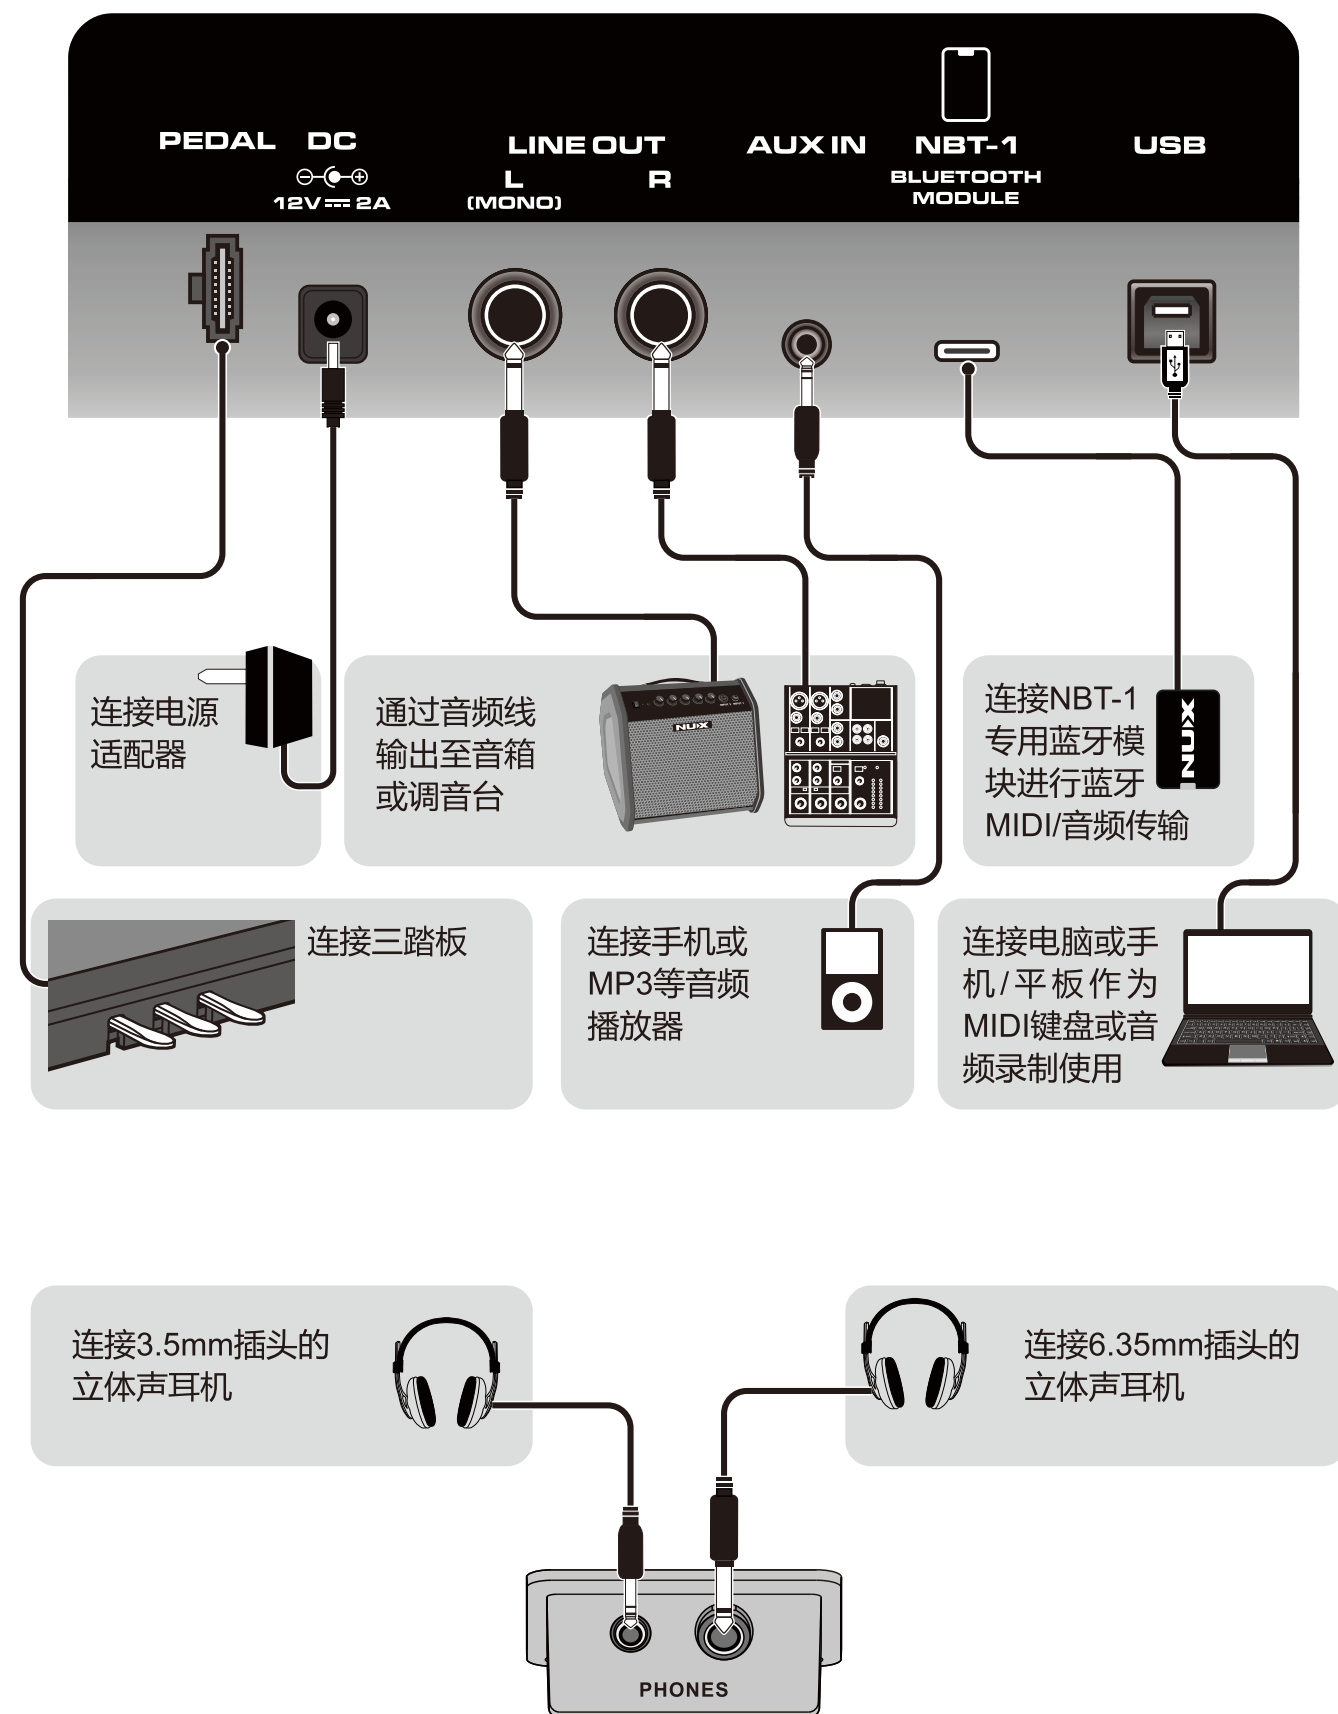 PEDAL
DC
12V 2A
LINE OUT
L
(MONO)
R
AUX IN
NBT-1
BLUETOOTH
MODULE
USB
连接电源
适配器
通过音频线
输出至音箱
或调音台
NUX
连接NBT-1
专用蓝牙模
块进行蓝牙
MIDI/音频传输
NUX
连接三踏板
连接手机或
MP3等音频
播放器
连接电脑或手
机/平板作为
MIDI键盘或音
频录制使用
连接3.5mm插头的
立体声耳机
连接6.35mm插头的
立体声耳机
PHONES